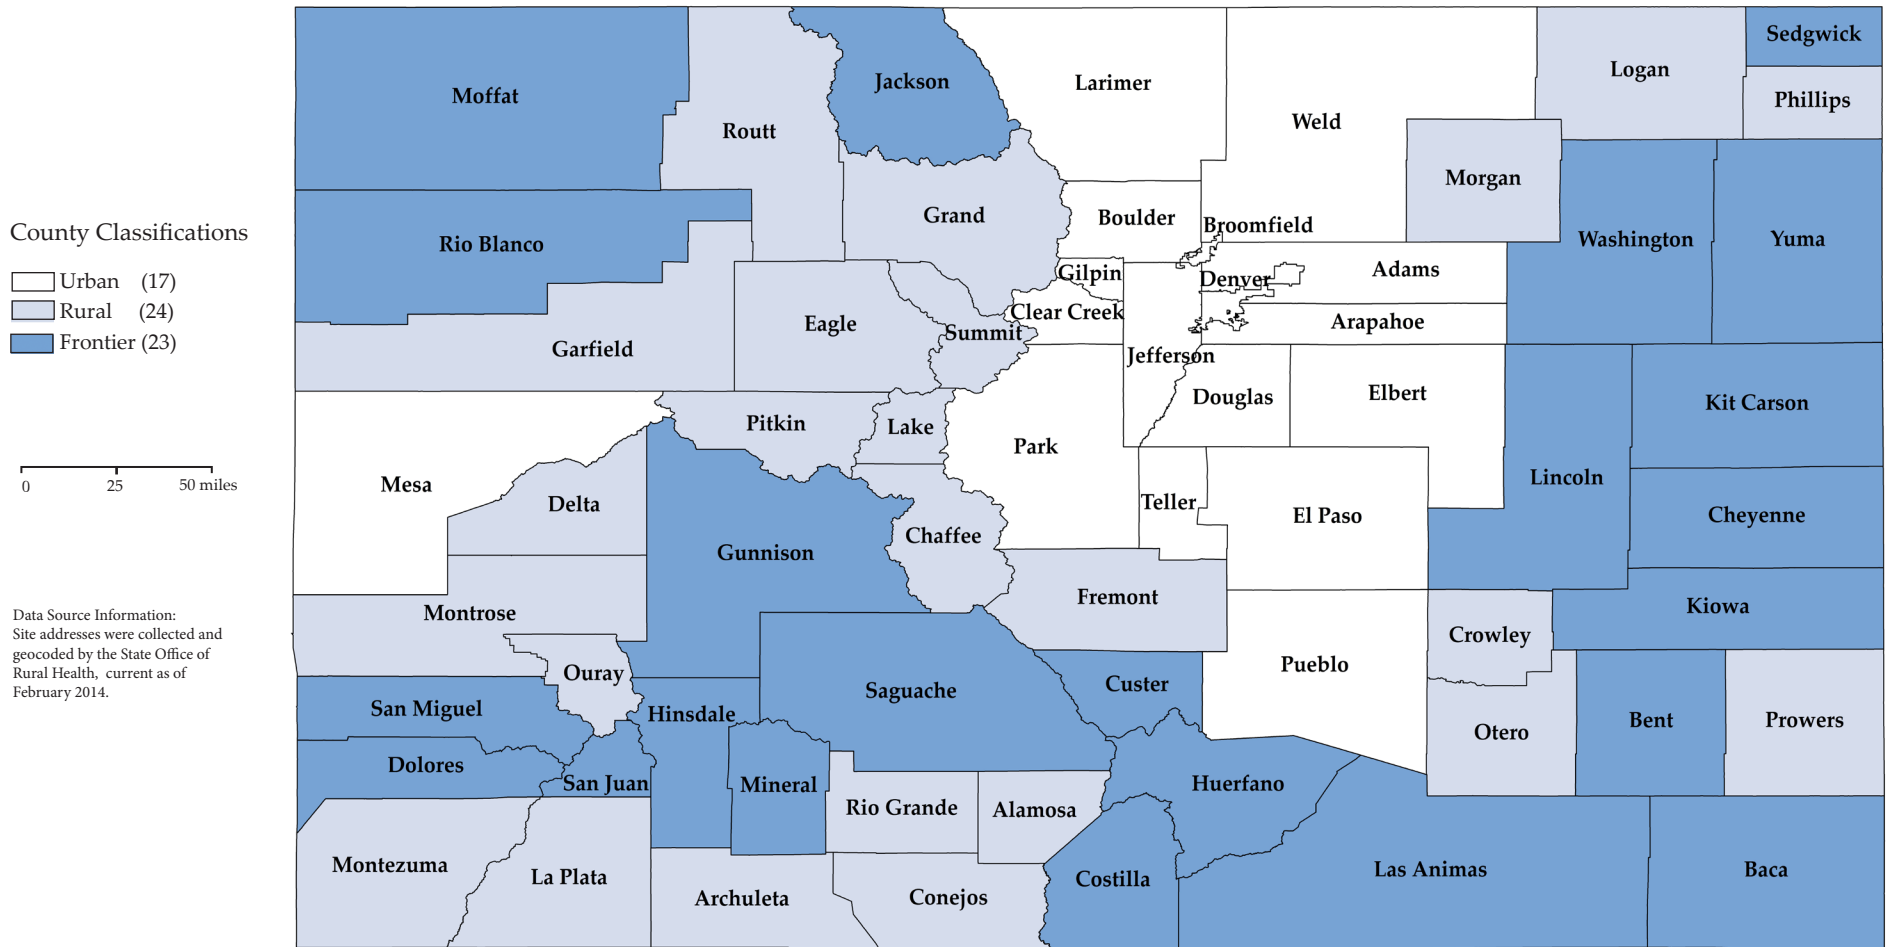 County Classifications
Urban (17)
Rural (24)
Frontier (23)
0 25 50 miles
Data Source Information:
Site addresses were collected and
geocoded by the State Office of
Rural Health, current as of
February 2014.
Moffat
Routt
Jackson
Larimer
Weld
Logan
Sedgwick
Phillips
Morgan
Rio Blanco
Grand
Boulder
Broomfield
Washington
Yuma
Gilpin
Denver
Adams
Clear Creek
Eagle
Summit
Arapahoe
Garfield
Jefferson
Douglas
Elbert
Kit Carson
Pitkin
Lake
Park
Mesa
Lincoln
Delta
Teller
El Paso
Cheyenne
Gunnison
Chaffee
Fremont
Montrose
Kiowa
Crowley
Ouray
Pueblo
San Miguel
Hinsdale
Saguache
Custer
Otero
Bent
Prowers
Dolores
San Juan
Mineral
Huerfano
Rio Grande
Alamosa
Montezuma
La Plata
Archuleta
Conejos
Costilla
Las Animas
Baca